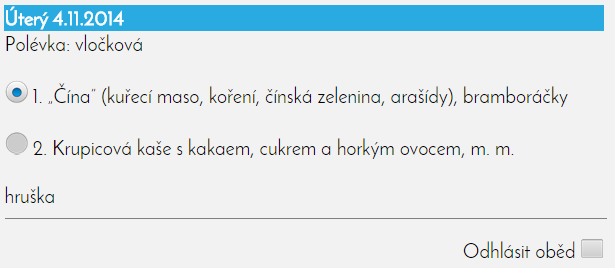 Úterý 4.11.2014
Polévka: vločková
1. „Čína“ (kuřecí maso, koření, čínská zelenina, arašídy), bramboráčky
2. Krupicová kaše s kakaem, cukrem a horkým ovocem, m. m.
hruška
Odhlásit oběd